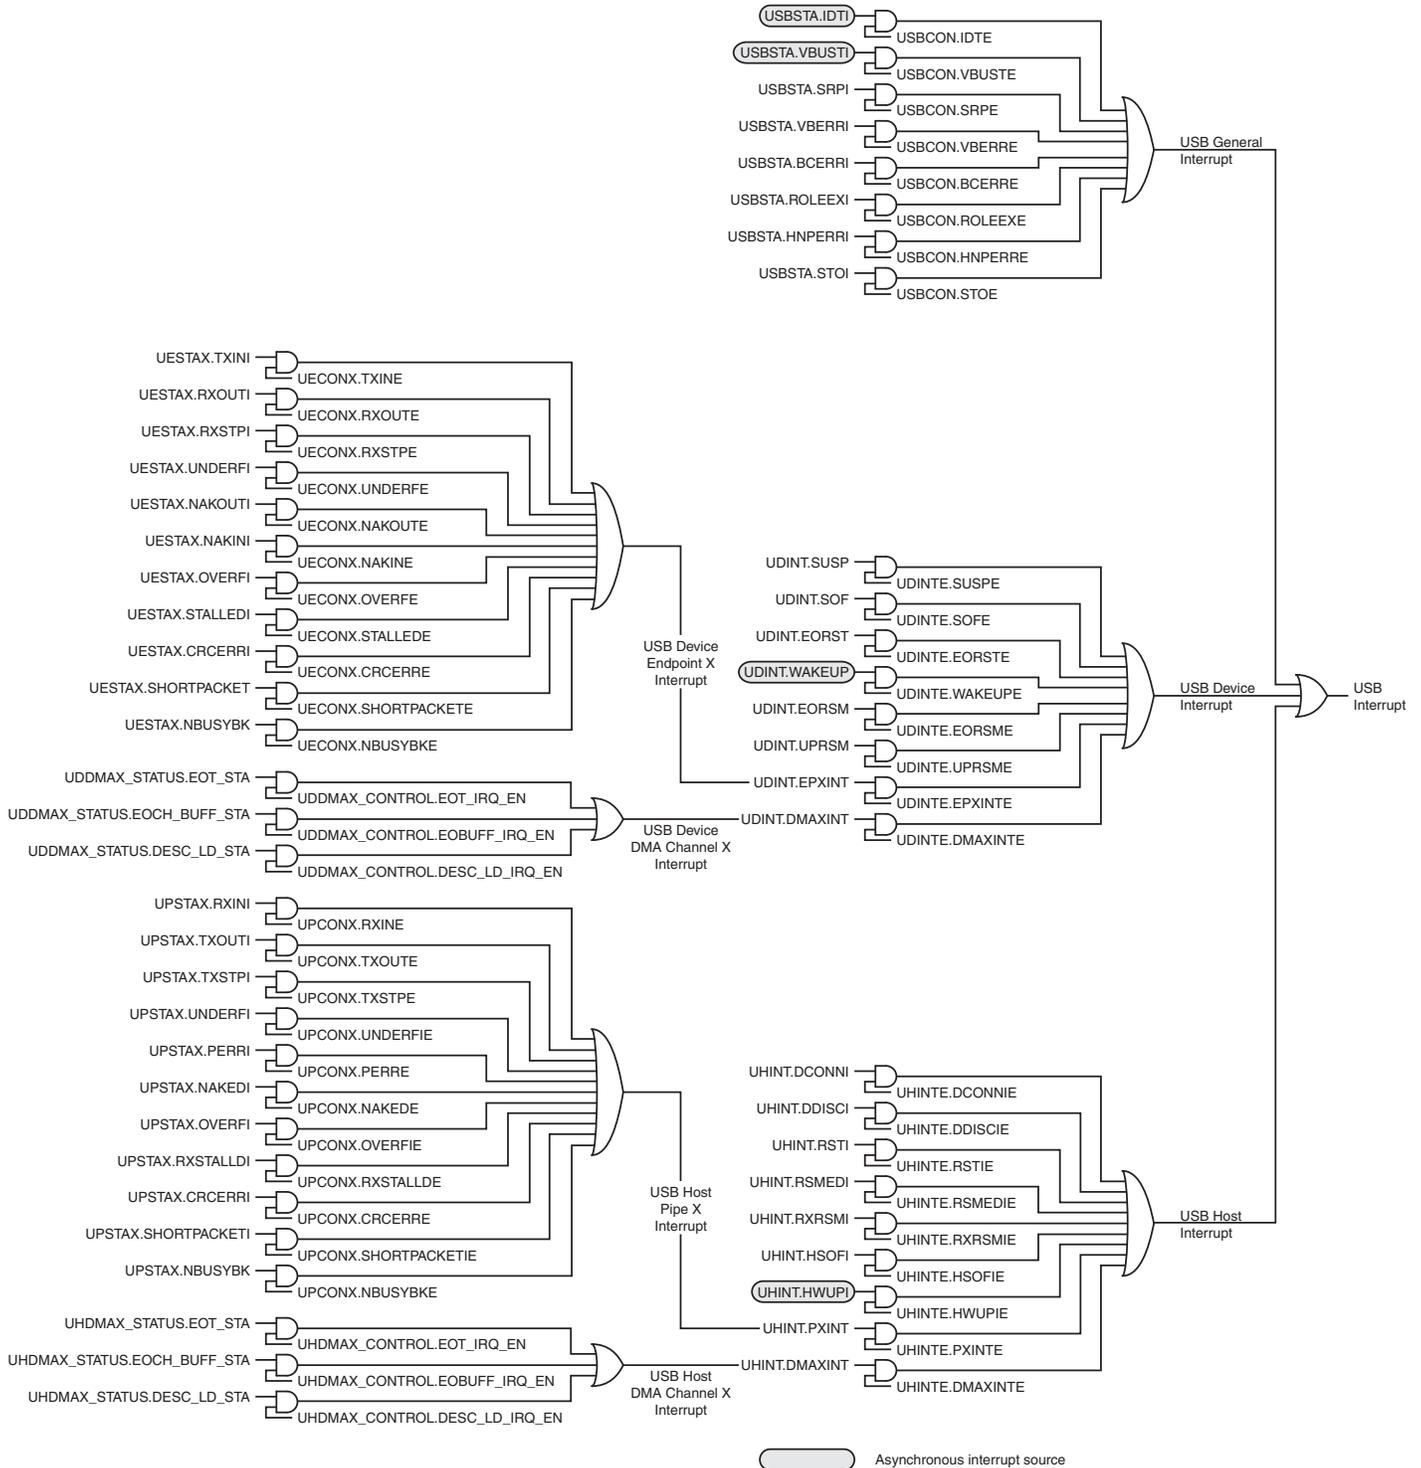 USBSTA.IDTI
USBCON.IDTE
USBSTA.VBUSTI
USBCON.VBUSTE
USBSTA.SRPI
USBCON.SRPE
USBSTA.VBERRI
USBCON.VBERRE
USBSTA.BCERRI
USBCON.BCERRE
USBSTA.ROLEEXI
USBCON.ROLEEXE
USBSTA.HNPERRI
USBCON.HNPERRE
USBSTA.STOI
USBCON.STOE
USB General
Interrupt
UESTAX.TXINI
UECONX.TXINE
UESTAX.RXOUTI
UECONX.RXOUTE
UESTAX.RXSTPI
UECONX.RXSTPE
UESTAX.UNDERFI
UECONX.UNDERFE
UESTAX.NAKOUTI
UECONX.NAKOUTE
UESTAX.NAKINI
UECONX.NAKINE
UESTAX.OVERFI
UECONX.OVERFE
UESTAX.STALLEDI
UECONX.STALLEDE
UESTAX.CRCERRI
UECONX.CRCERRE
UESTAX.SHORTPACKET
UECONX.SHORTPACKETE
UESTAX.NBUSYBK
UECONX.NBUSYBKE
USB Device
Endpoint X
Interrupt
UDDMAX_STATUS.EOT_STA
UDDMAX_CONTROL.EOT_IRQ_EN
UDDMAX_STATUS.EOCH_BUFF_STA
UDDMAX_CONTROL.EOBUFF_IRQ_EN
UDDMAX_STATUS.DESC_LD_STA
UDDMAX_CONTROL.DESC_LD_IRQ_EN
USB Device
DMA Channel X
Interrupt
UDINT.SUSP
UDINTE.SUSPE
UDINT.SOF
UDINTE.SOFE
UDINT.EORST
UDINTE.EORSTE
UDINT.WAKEUP
UDINTE.WAKEUPE
UDINT.EORSM
UDINTE.EORSME
UDINT.UPRSM
UDINTE.UPRSME
UDINT.EPXINT
UDINTE.EPXINTE
UDINT.DMAXINT
UDINTE.DMAXINTE
USB Device
Interrupt
USB
Interrupt
UPSTAX.RXINI
UPCONX.RXINE
UPSTAX.TXOUTI
UPCONX.TXOUTE
UPSTAX.TXSTPI
UPCONX.TXSTPE
UPSTAX.UNDERFI
UPCONX.UNDERFIE
UPSTAX.PERRI
UPCONX.PERRE
UPSTAX.NAKEDI
UPCONX.NAKEDE
UPSTAX.OVERFI
UPCONX.OVERFIE
UPSTAX.RXSTALLDI
UPCONX.RXSTALLDE
UPSTAX.CRCERRI
UPCONX.CRCERRE
UPSTAX.SHORTPACKETI
UPCONX.SHORTPACKETIE
UPSTAX.NBUSYBK
UPCONX.NBUSYBKE
USB Host
Pipe X
Interrupt
UHDMAX_STATUS.EOT_STA
UHDMAX_CONTROL.EOT_IRQ_EN
UHDMAX_STATUS.EOCH_BUFF_STA
UHDMAX_CONTROL.EOBUFF_IRQ_EN
UHDMAX_STATUS.DESC_LD_STA
UHDMAX_CONTROL.DESC_LD_IRQ_EN
USB Host
DMA Channel X
Interrupt
UHINT.DCONNI
UHINTE.DCONNIE
UHINT.DDISCI
UHINTE.DDISCIE
UHINT.RSTI
UHINTE.RSTIE
UHINT.RSMEDI
UHINTE.RSMEDIE
UHINT.RXRSMI
UHINTE.RXRSMIE
UHINT.HSOFI
UHINTE.HSOFIE
UHINT.HWUPI
UHINTE.HWUPIE
UHINT.PXINT
UHINTE.PXINTE
UHINT.DMAXINT
UHINTE.DMAXINTE
USB Host
Interrupt
Asynchronous interrupt source